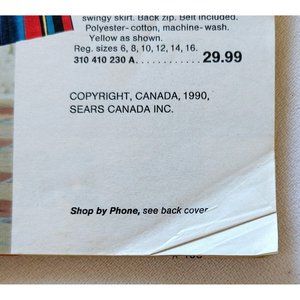 swingy skirt. Back zip. Belt included.
Polyester-cotton, machine-wash.
Yellow as shown.
Reg. sizes 6, 8, 10, 12, 14, 16.
310 410 230 A............ 29.99
COPYRIGHT, CANADA, 1990,
SEARS CANADA INC.
Shop by Phone, see back cover